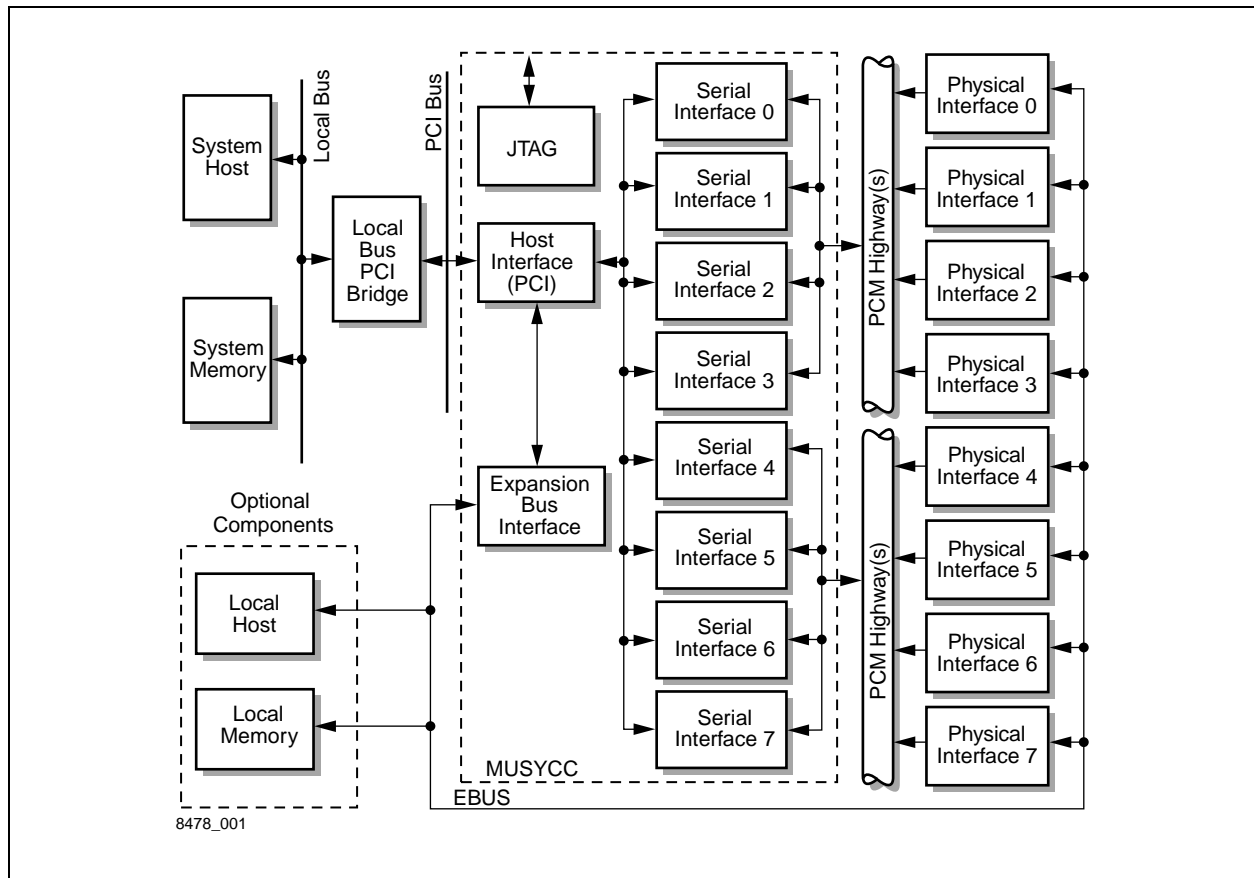 System
Host
Local Bus
System
Memory
Local
Bus
PCI
Bridge
PCI Bus
JTAG
Host
Interface
(PCI)
Expansion
Bus
Interface
Serial
Interface 0
Serial
Interface 1
Serial
Interface 2
Serial
Interface 3
Serial
Interface 4
Serial
Interface 5
Serial
Interface 6
Serial
Interface 7
PCM Highway(s)
PCM Highway(s)
Physical
Interface 0
Physical
Interface 1
Physical
Interface 2
Physical
Interface 3
Physical
Interface 4
Physical
Interface 5
Physical
Interface 6
Physical
Interface 7
Optional
Components
Local
Host
Local
Memory
MUSYCC
EBUS
8478_001